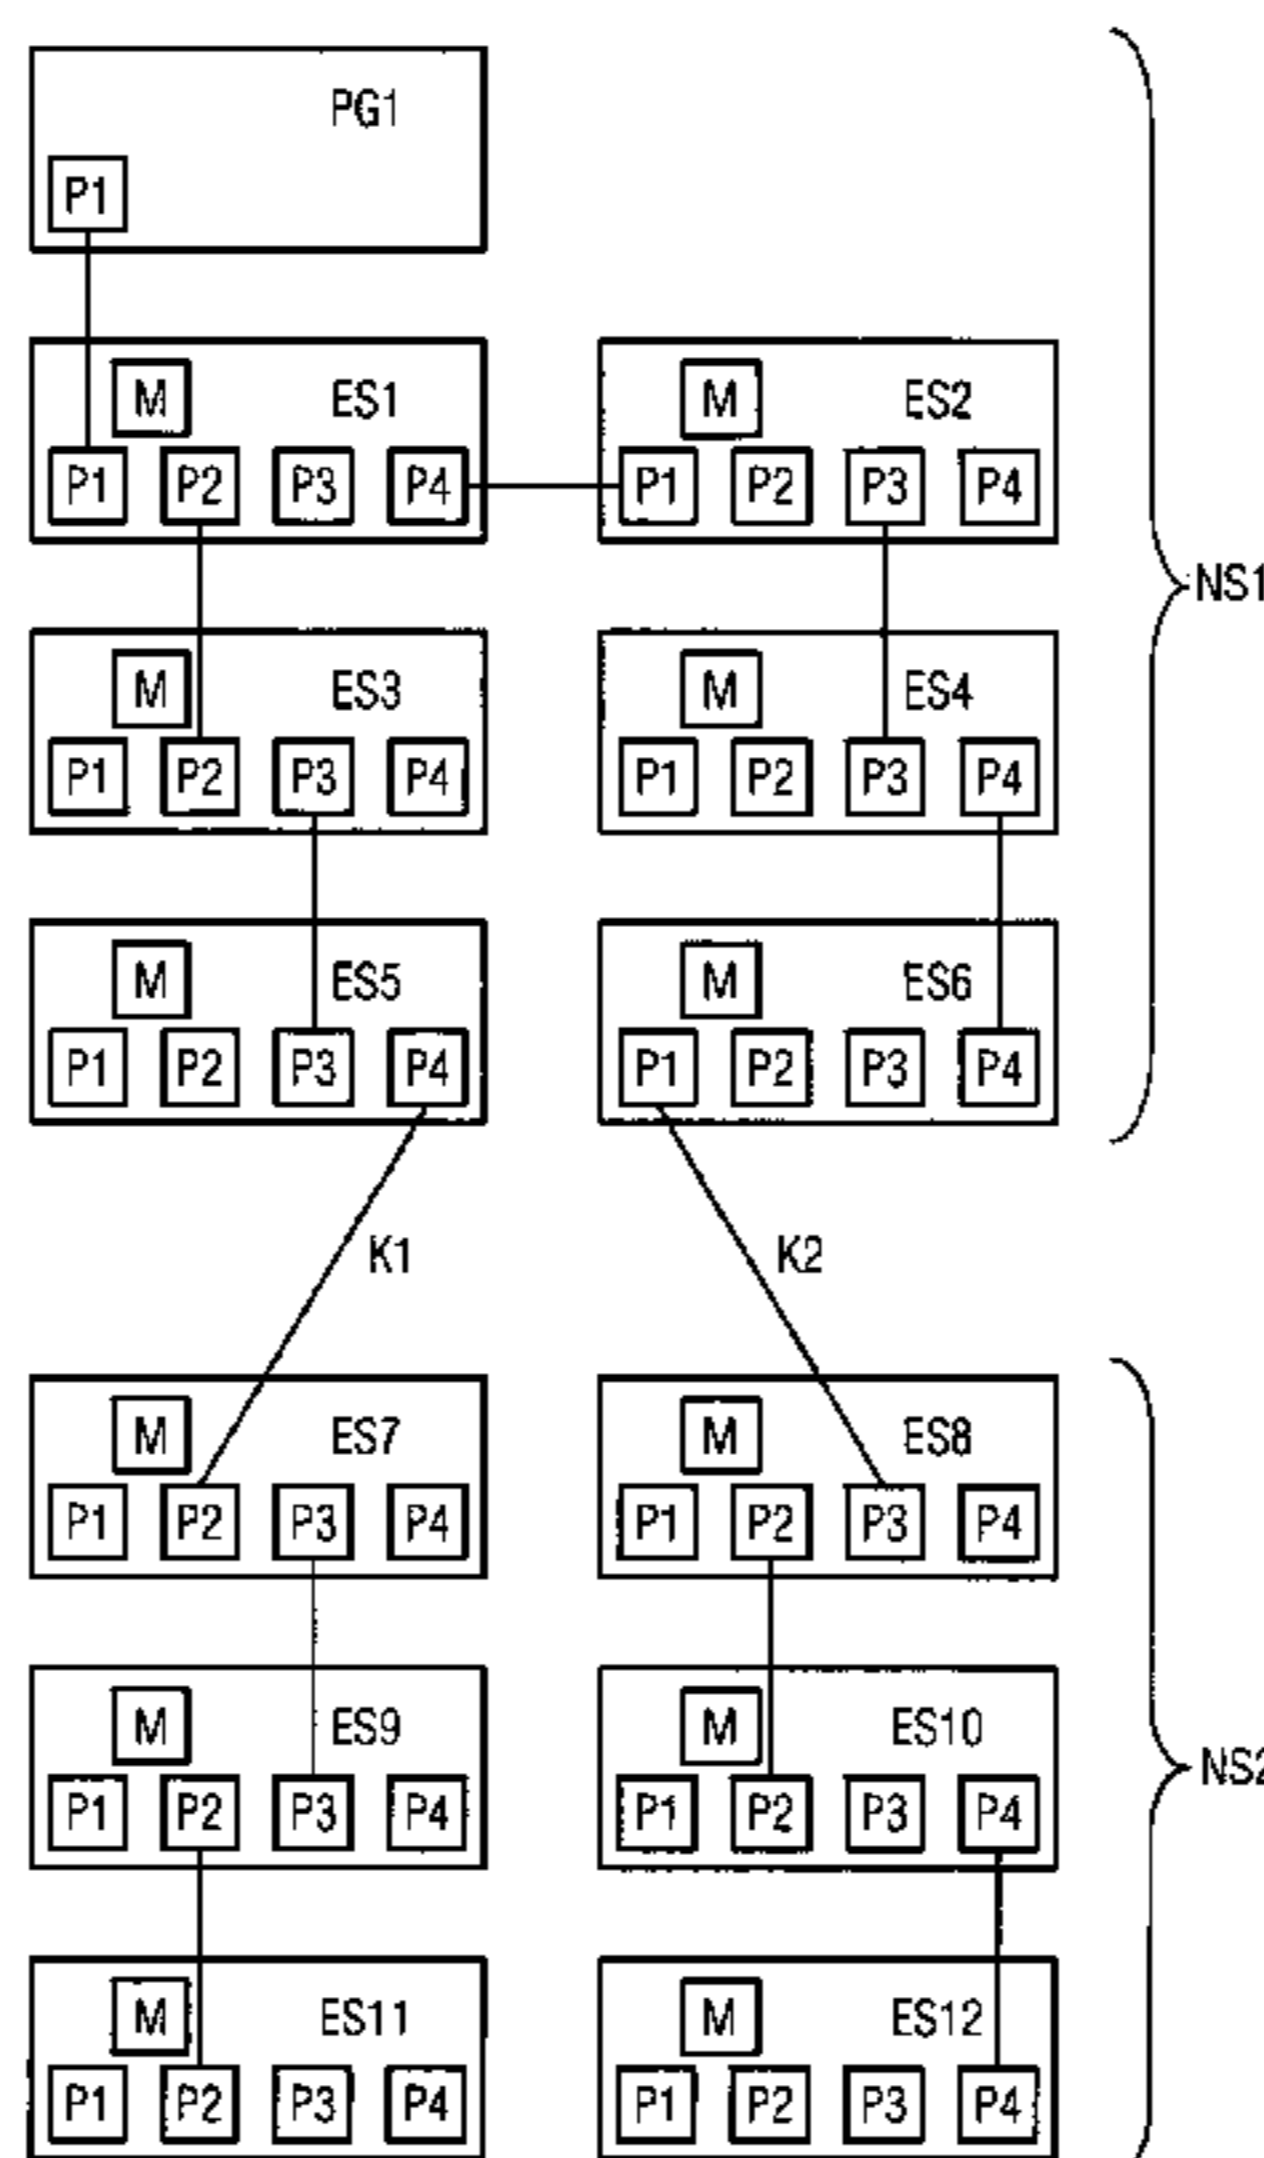 PG1
P1
M ES1
P1 P2 P3 P4
M ES2
P1 P2 P3 P4
NS1
M ES3
P1 P2 P3 P4
M ES4
P1 P2 P3 P4
M ES5
P1 P2 P3 P4
M ES6
P1 P2 P3 P4
K1
K2
M ES7
P1 P2 P3 P4
M ES8
P1 P2 P3 P4
M ES9
P1 P2 P3 P4
M ES10
P1 P2 P3 P4
NS2
M ES11
P1 P2 P3 P4
M ES12
P1 P2 P3 P4